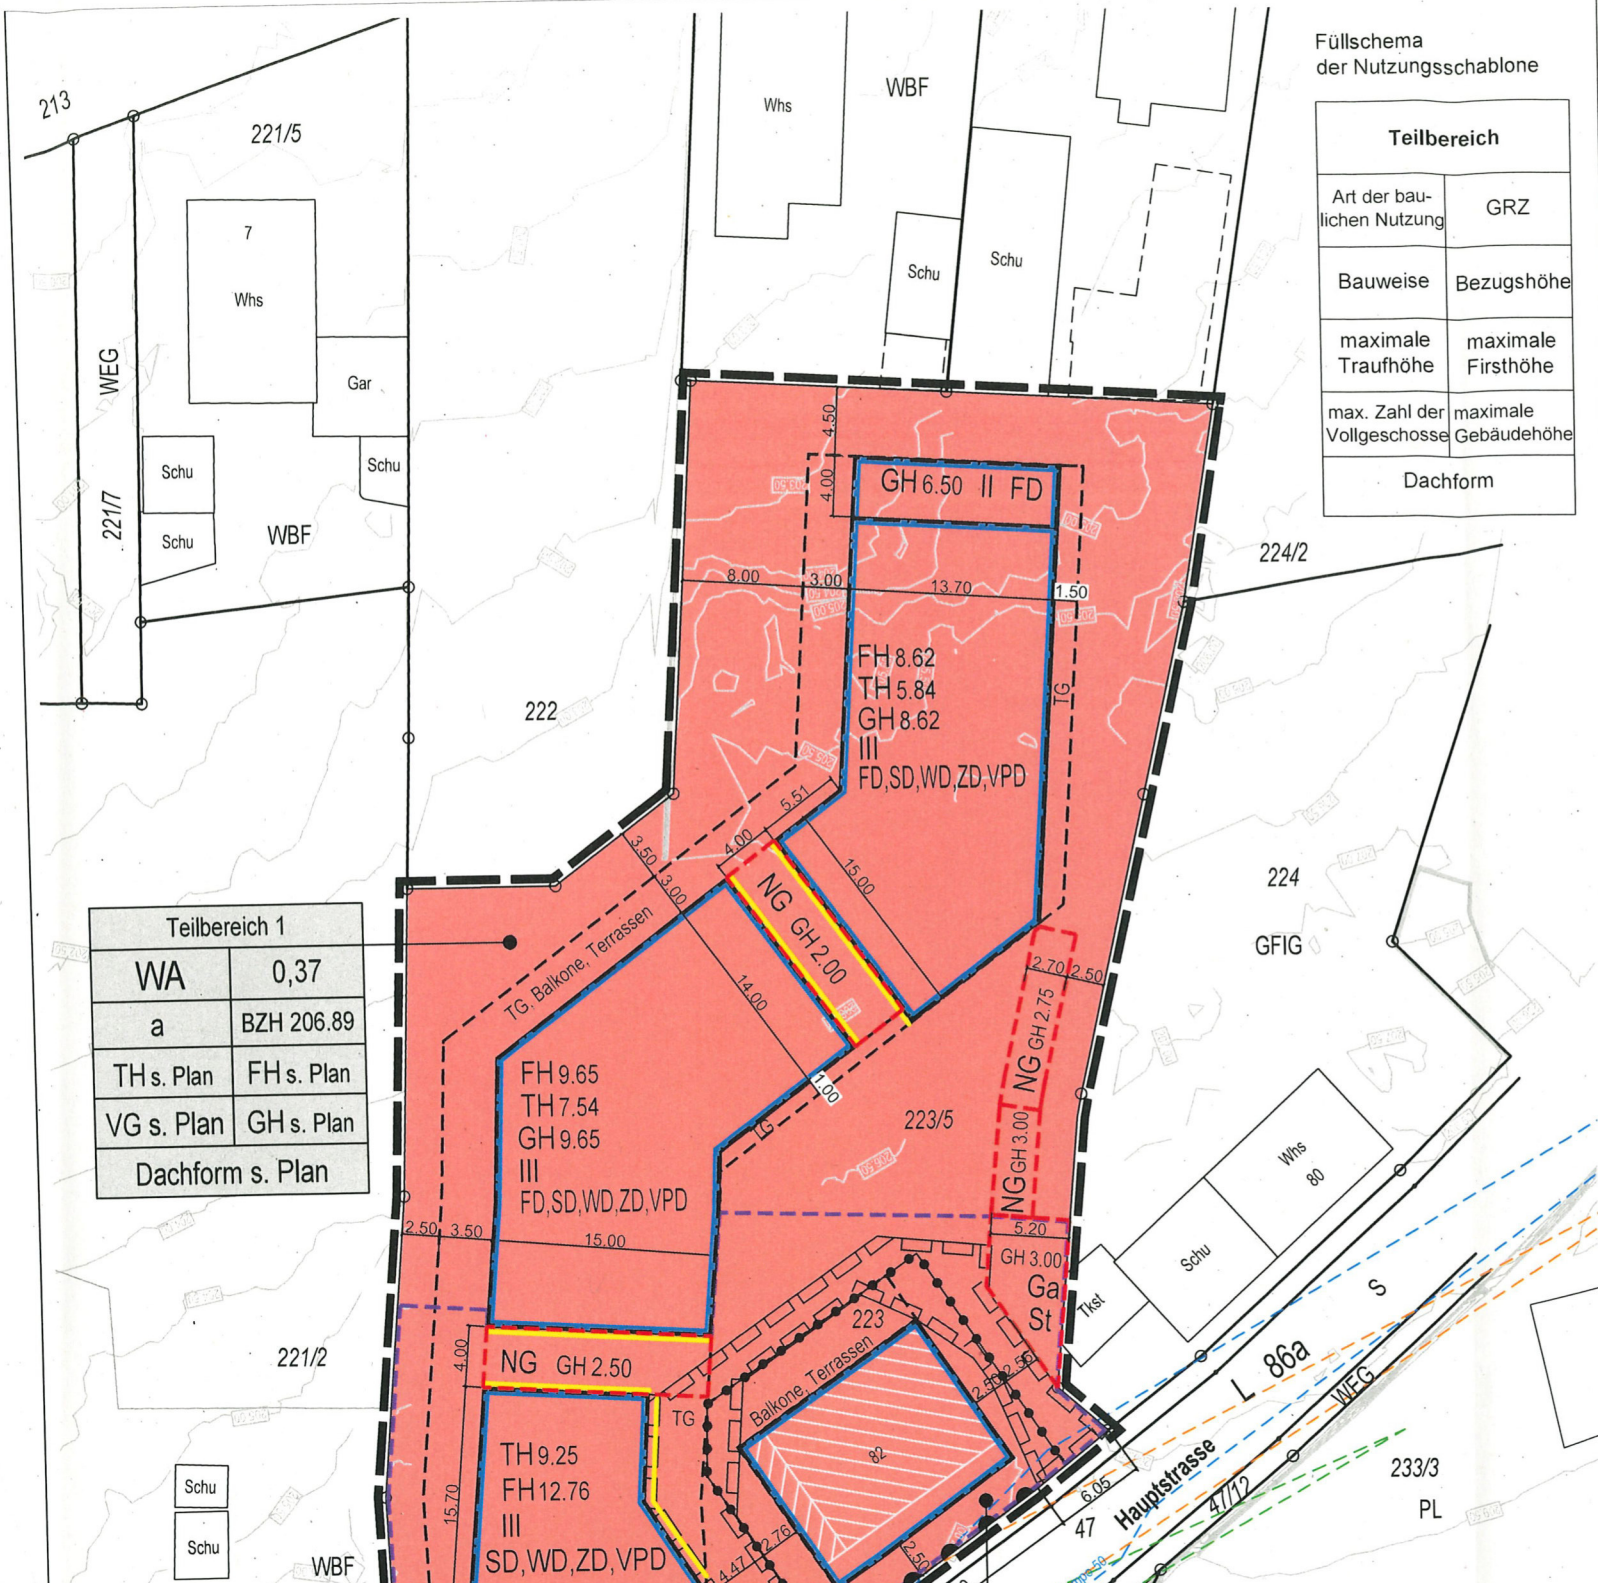 Füllschema
der Nutzungsschablone
Teilbereich
Art der bau-
lichen Nutzung
GRZ
Bauweise
Bezugshöhe
maximale
Traufhöhe
maximale
Firsthöhe
max. Zahl der
Vollgeschosse
maximale
Gebäudehöhe
Dachform
213
221/5
7
Whs
Gar
WEG
221/7
Schu
Schu
Schu
WBF
Whs
WBF
Schu
Schu
222
224/2
224
GFIG
4.50
4.00
GH 6.50 II FD
8.00
3.00
13.70
1.50
FH 8.62
TH 5.84
GH 8.62
III
FD,SD,WD,ZD,VPD
TG
5.51
4.00
15.00
3.50
3.00
NG GH 2.00
TG, Balkone, Terrassen
14.00
1.00
TG
2.70
2.50
NG GH 2.75
NG GH 3.00
223/5
Teilbereich 1
WA
0,37
a
BZH 206.89
TH s. Plan
FH s. Plan
VG s. Plan
GH s. Plan
Dachform s. Plan
FH 9.65
TH 7.54
GH 9.65
III
FD,SD,WD,ZD,VPD
2.50
3.50
15.00
5.20
GH 3.00
Ga
St
Whs
80
Schu
Tkst
S
221/2
4.00
NG GH 2.50
TG
223
Balkone, Terrassen
82
2.50
2.55
L 86a
WEG
Hauptstrasse
47/12
47
6.05
233/3
PL
15.70
TH 9.25
FH 12.76
III
SD,WD,ZD,VPD
4.47
2.76
2.50
Schu
Schu
WBF